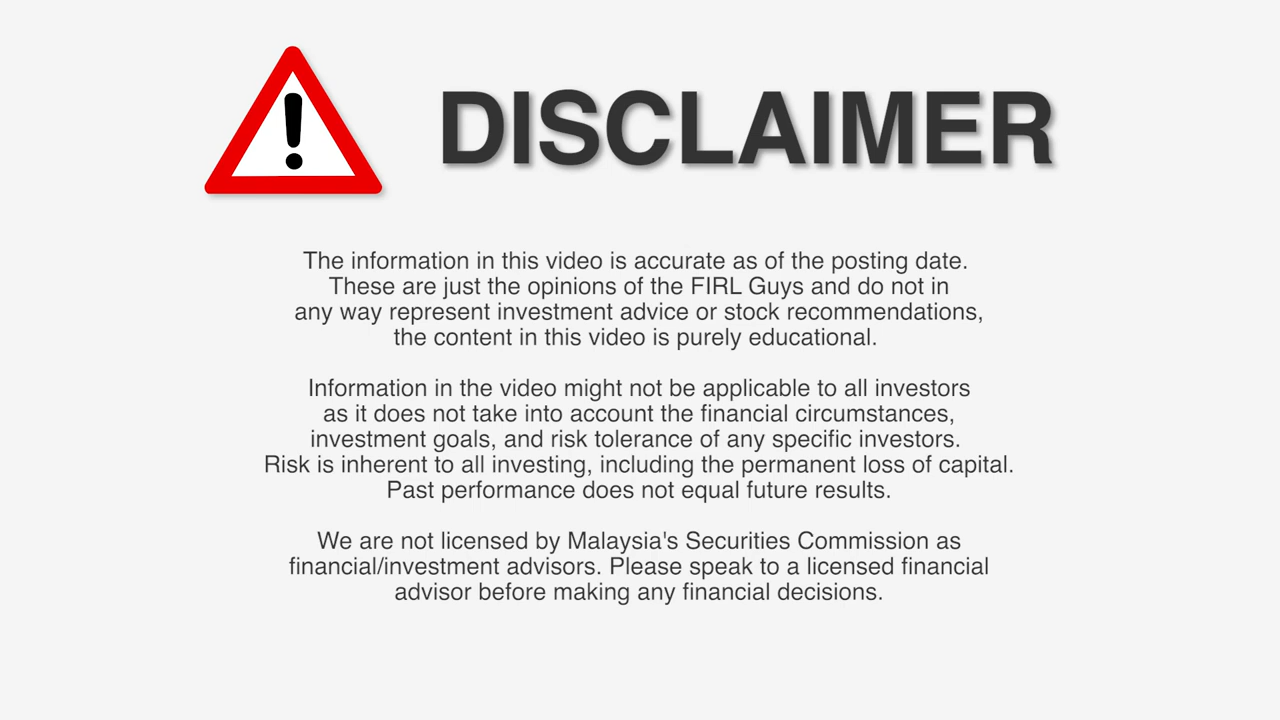 DISCLAIMER
The information in this video is accurate as of the posting date.
These are just the opinions of the FIRL Guys and do not in
any way represent investment advice or stock recommendations,
the content in this video is purely educational.
Information in the video might not be applicable to all investors
as it does not take into account the financial circumstances,
investment goals, and risk tolerance of any specific investors.
Risk is inherent to all investing, including the permanent loss of capital.
Past performance does not equal future results.
We are not licensed by Malaysia's Securities Commission as
financial/investment advisors. Please speak to a licensed financial
advisor before making any financial decisions.